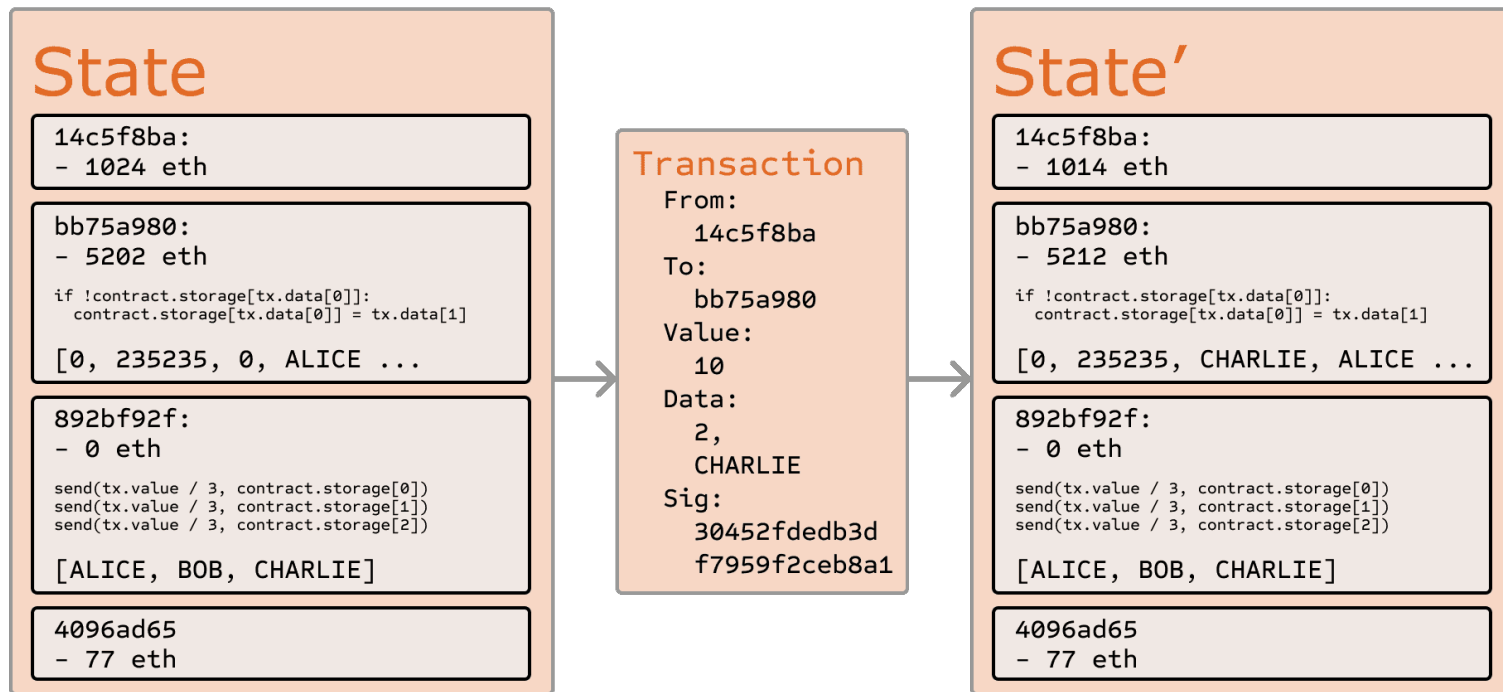 State
14c5f8ba:
- 1024 eth
bb75a980:
- 5202 eth
if !contract.storage[tx.data[0]]:
contract.storage[tx.data[0]] = tx.data[1]
[0, 235235, 0, ALICE ...
892bf92f:
- 0 eth
send(tx.value / 3, contract.storage[0])
send(tx.value / 3, contract.storage[1])
send(tx.value / 3, contract.storage[2])
[ALICE, BOB, CHARLIE]
4096ad65
- 77 eth
Transaction
From:
14c5f8ba
To:
bb75a980
Value:
10
Data:
2,
CHARLIE
Sig:
30452fdedb3d
f7959f2ceb8a1
State′
14c5f8ba:
- 1014 eth
bb75a980:
- 5212 eth
if !contract.storage[tx.data[0]]:
contract.storage[tx.data[0]] = tx.data[1]
[0, 235235, CHARLIE, ALICE ...
892bf92f:
- 0 eth
send(tx.value / 3, contract.storage[0])
send(tx.value / 3, contract.storage[1])
send(tx.value / 3, contract.storage[2])
[ALICE, BOB, CHARLIE]
4096ad65
- 77 eth